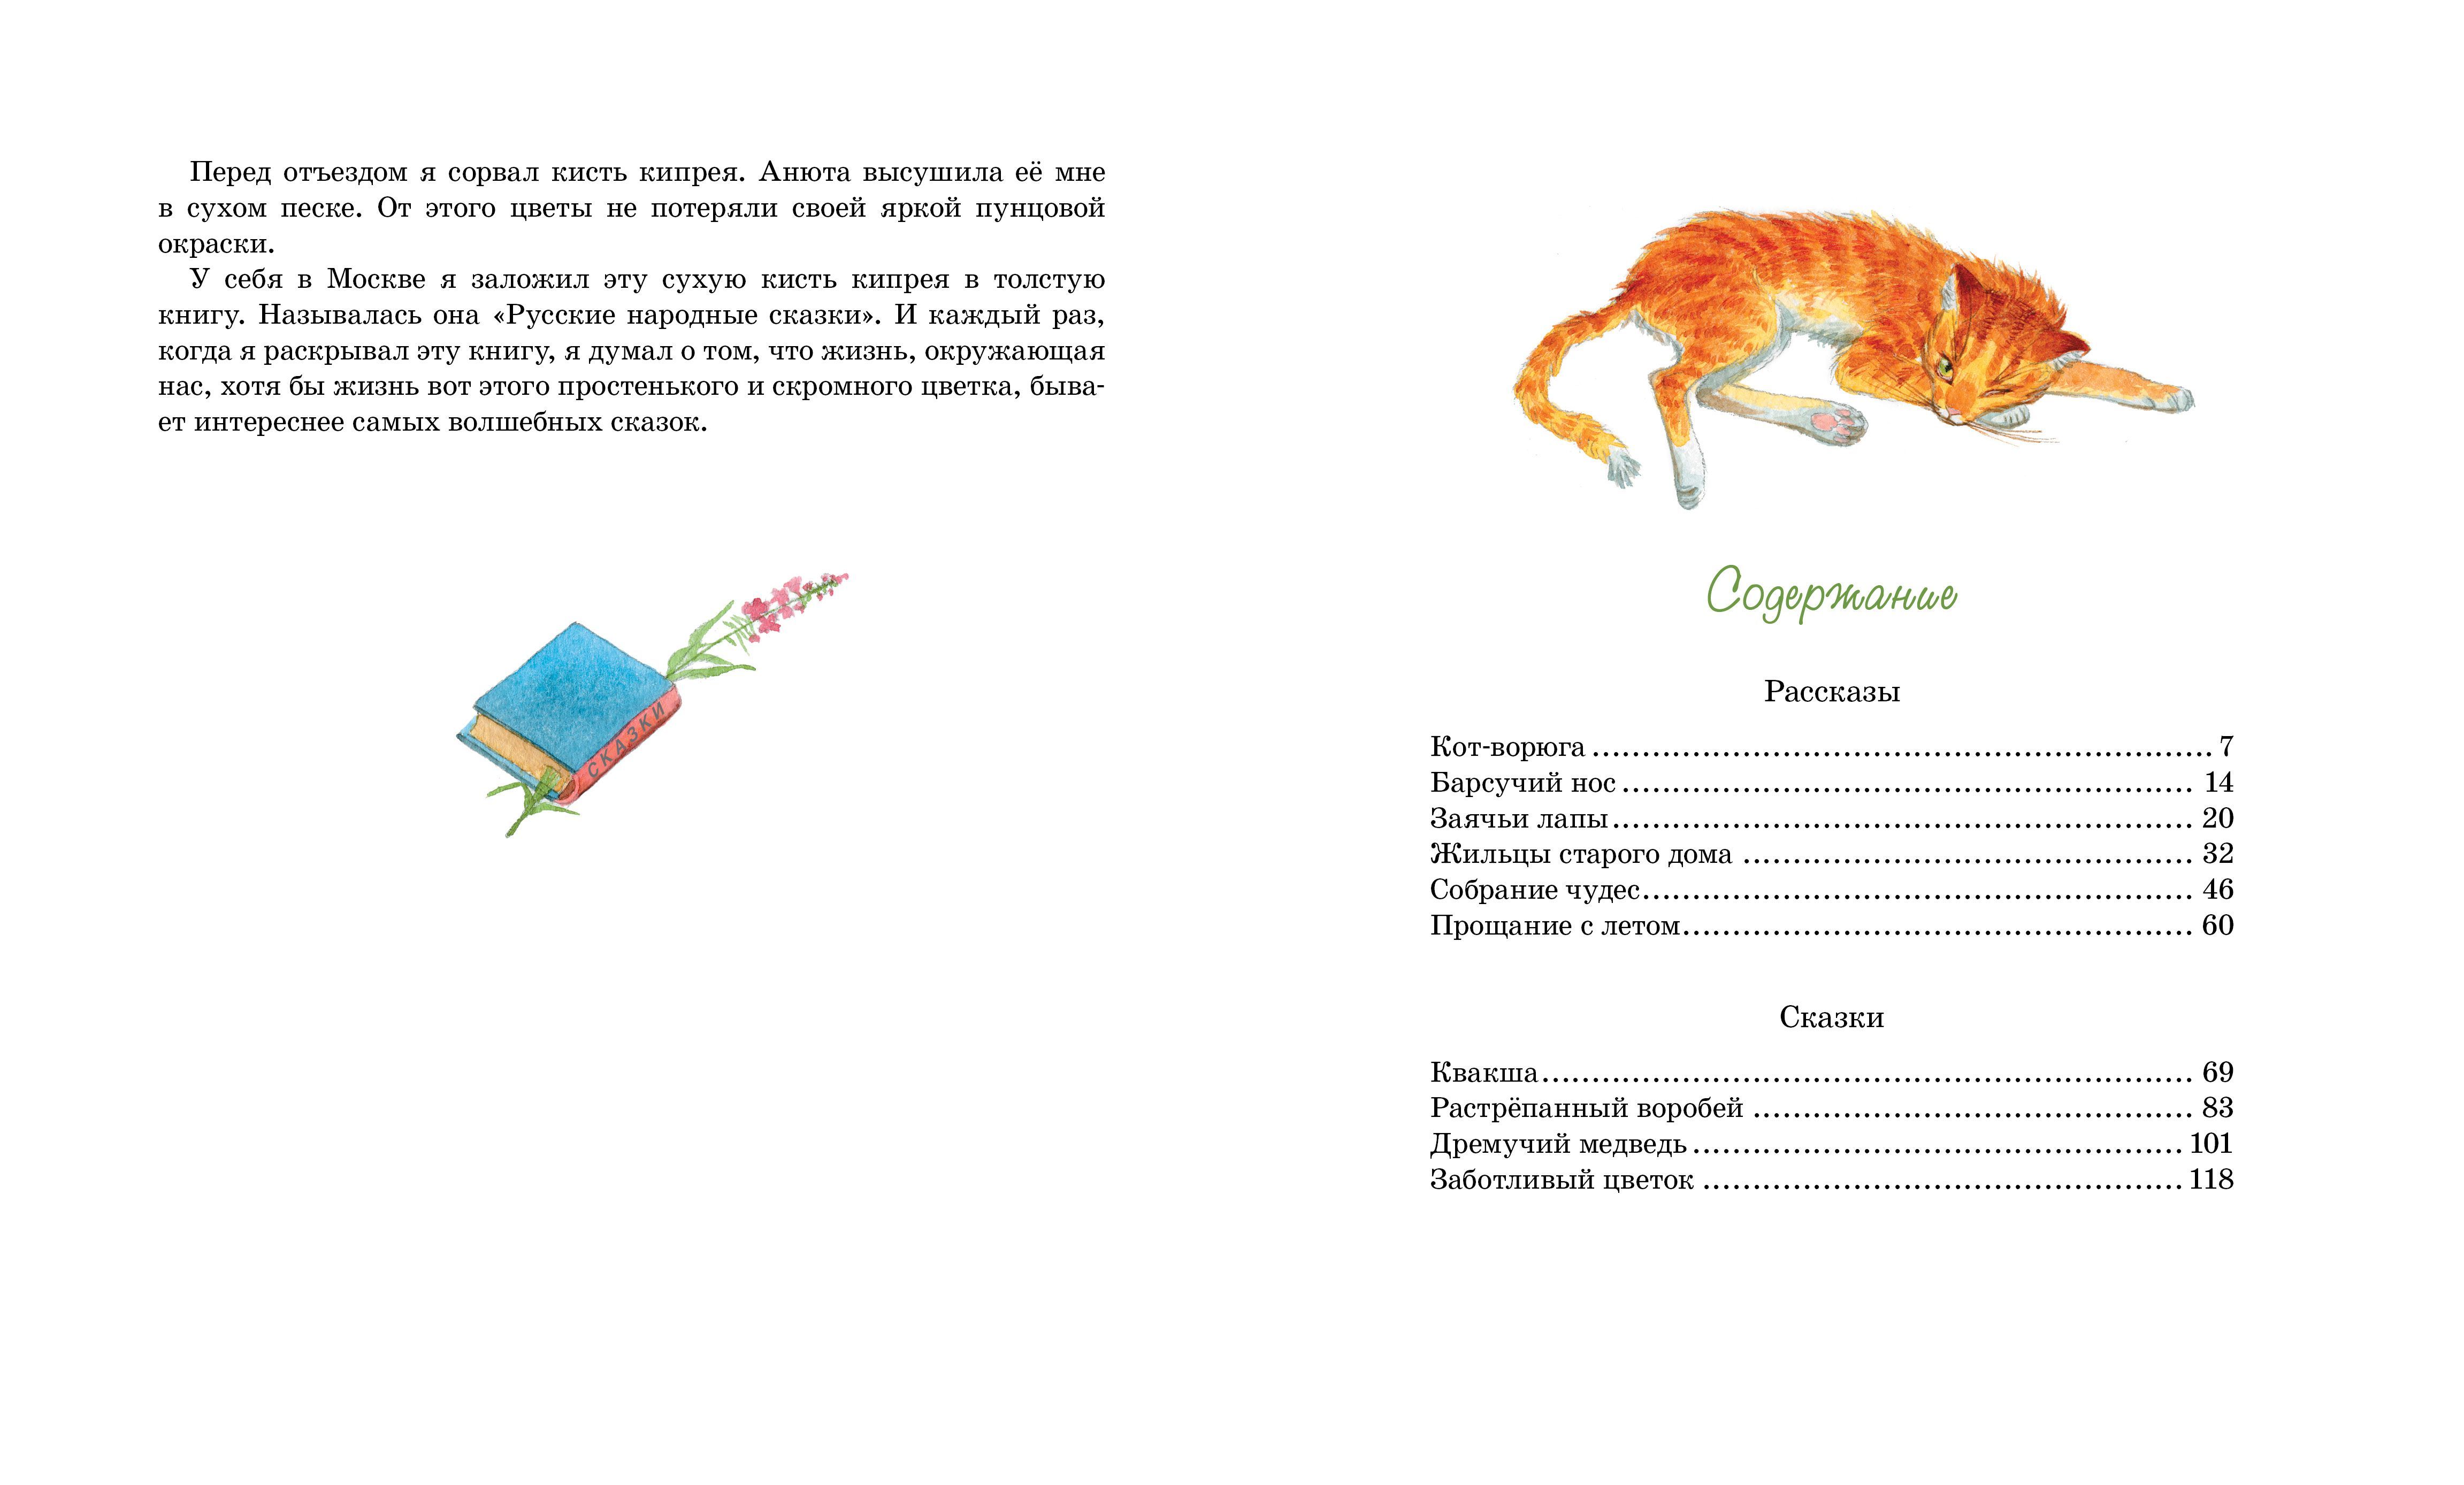 Перед отъездом я сорвал кисть кипрея. Анюта высушила её мне
в сухом песке. От этого цветы не потеряли своей яркой пунцовой
окраски.
У себя в Москве я заложил эту сухую кисть кипрея в толстую
книгу. Называлась она «Русские народные сказки». И каждый раз,
когда я раскрывал эту книгу, я думал о том, что жизнь, окружающая
нас, хотя бы жизнь вот этого простенького и скромного цветка, быва-
ет интереснее самых волшебных сказок.
СКАЗКИ
Содержание
Рассказы
Кот-ворюга 7
Барсучий нос 14
Заячьи лапы 20
Жильцы старого дома 32
Собрание чудес 46
Прощание с летом 60
Сказки
Квакша 69
Растрёпанный воробей 83
Дремучий медведь 101
Заботливый цветок 118